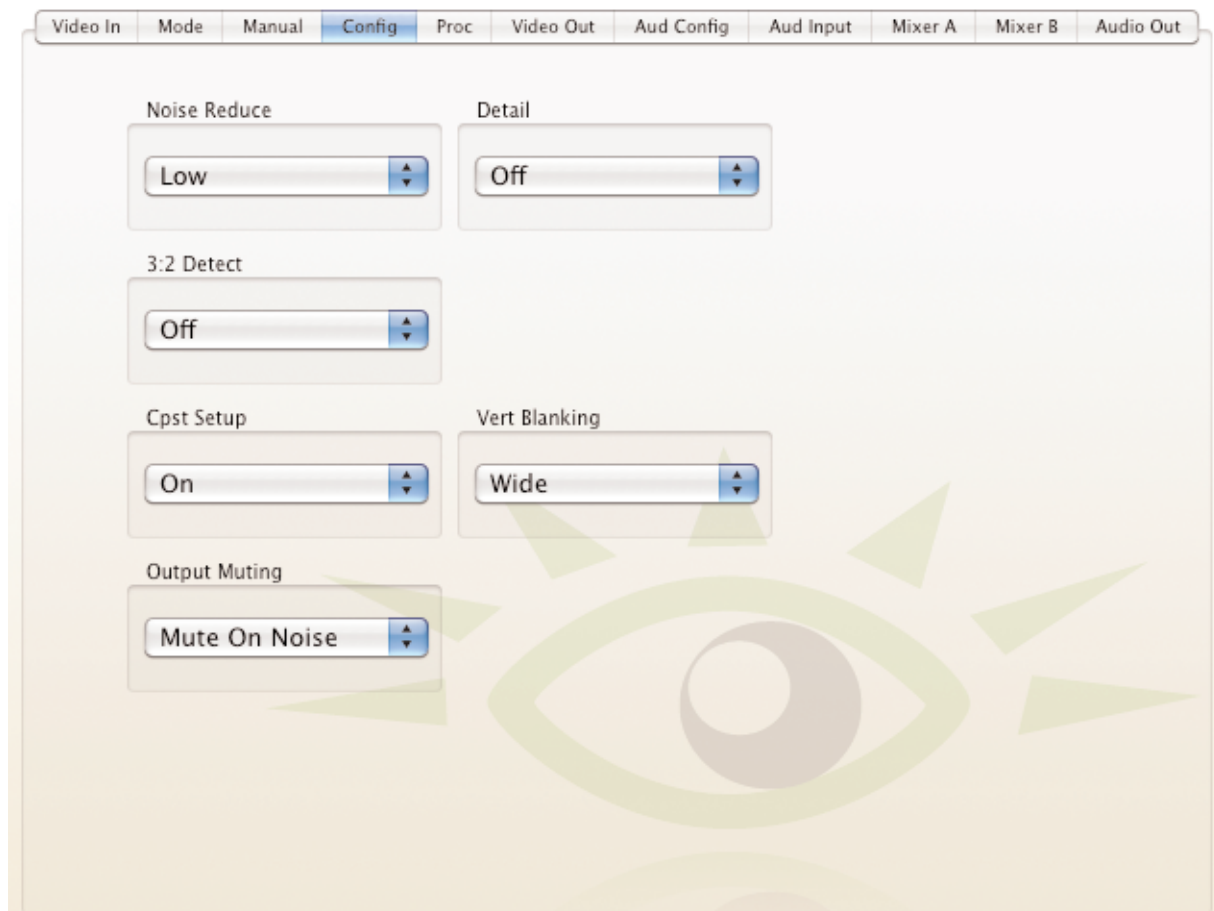 Video In Mode Manual Config Proc Video Out Aud Config Aud Input Mixer A Mixer B Audio Out
Noise Reduce Detail
Low Off
3:2 Detect
Off
Cpst Setup Vert Blanking
On Wide
Output Muting
Mute On Noise